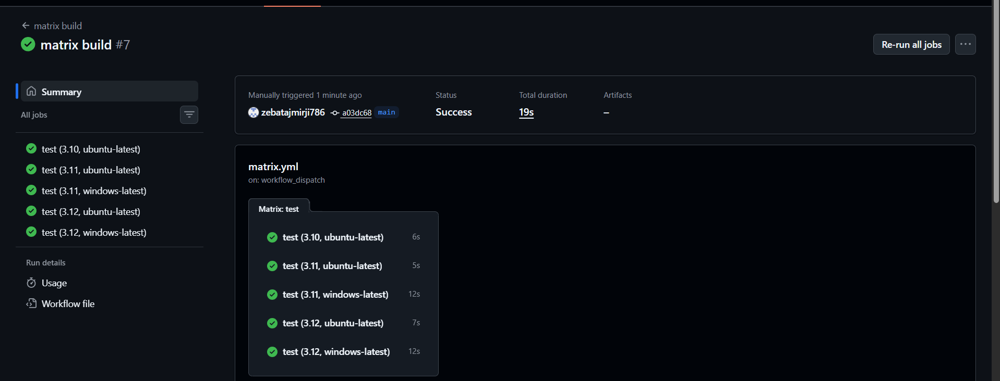 matrix build
matrix build #7
Re-run all jobs
Summary
All jobs
test (3.10, ubuntu-latest)
test (3.11, ubuntu-latest)
test (3.11, windows-latest)
test (3.12, ubuntu-latest)
test (3.12, windows-latest)
Run details
Usage
Workflow file
Manually triggered 1 minute ago
zebatajmirji786 a03dc68 main
Status
Success
Total duration
19s
Artifacts
–
matrix.yml
on: workflow_dispatch
Matrix: test
test (3.10, ubuntu-latest) 6s
test (3.11, ubuntu-latest) 5s
test (3.11, windows-latest) 12s
test (3.12, ubuntu-latest) 7s
test (3.12, windows-latest) 12s